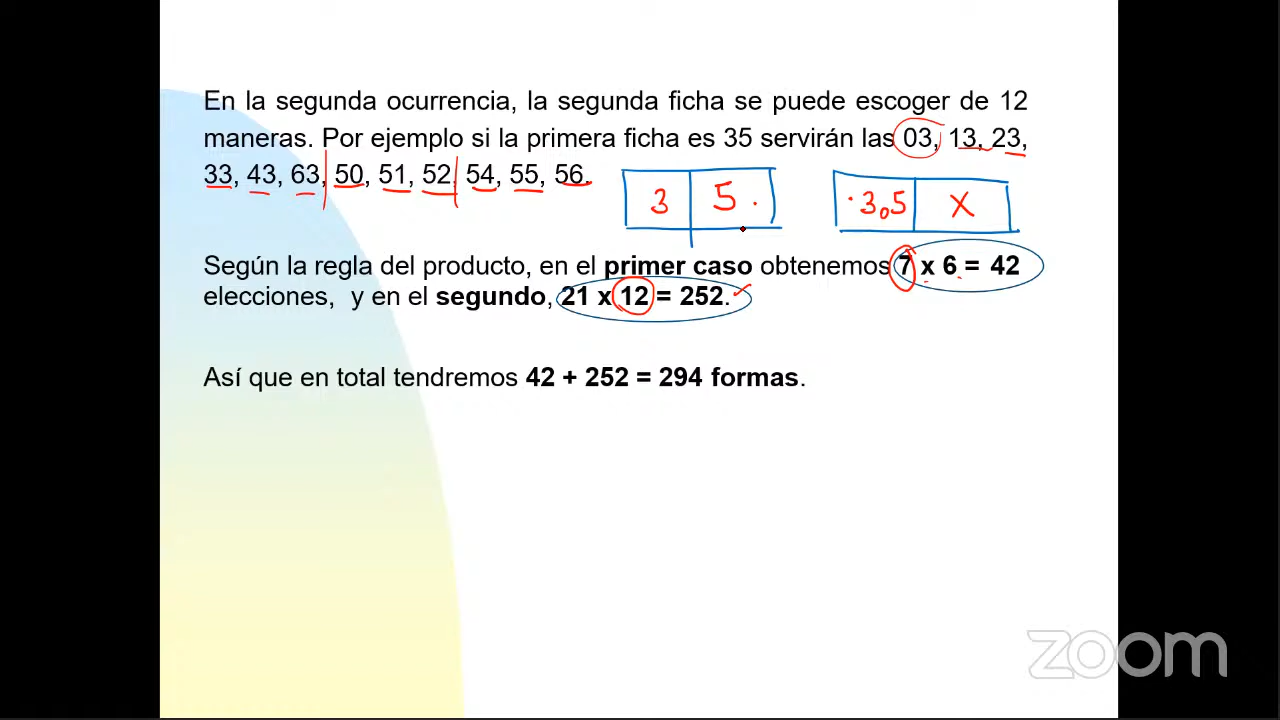 En la segunda ocurrencia, la segunda ficha se puede escoger de 12
maneras. Por ejemplo si la primera ficha es 35 servirán las 03, 13, 23,
33, 43, 63, 50, 51, 52, 54, 55, 56.
3 5 . . 3 o 5 x
Según la regla del producto, en el primer caso obtenemos 7 x 6 = 42
elecciones, y en el segundo, 21 x 12 = 252.
Así que en total tendremos 42 + 252 = 294 formas.
zoom